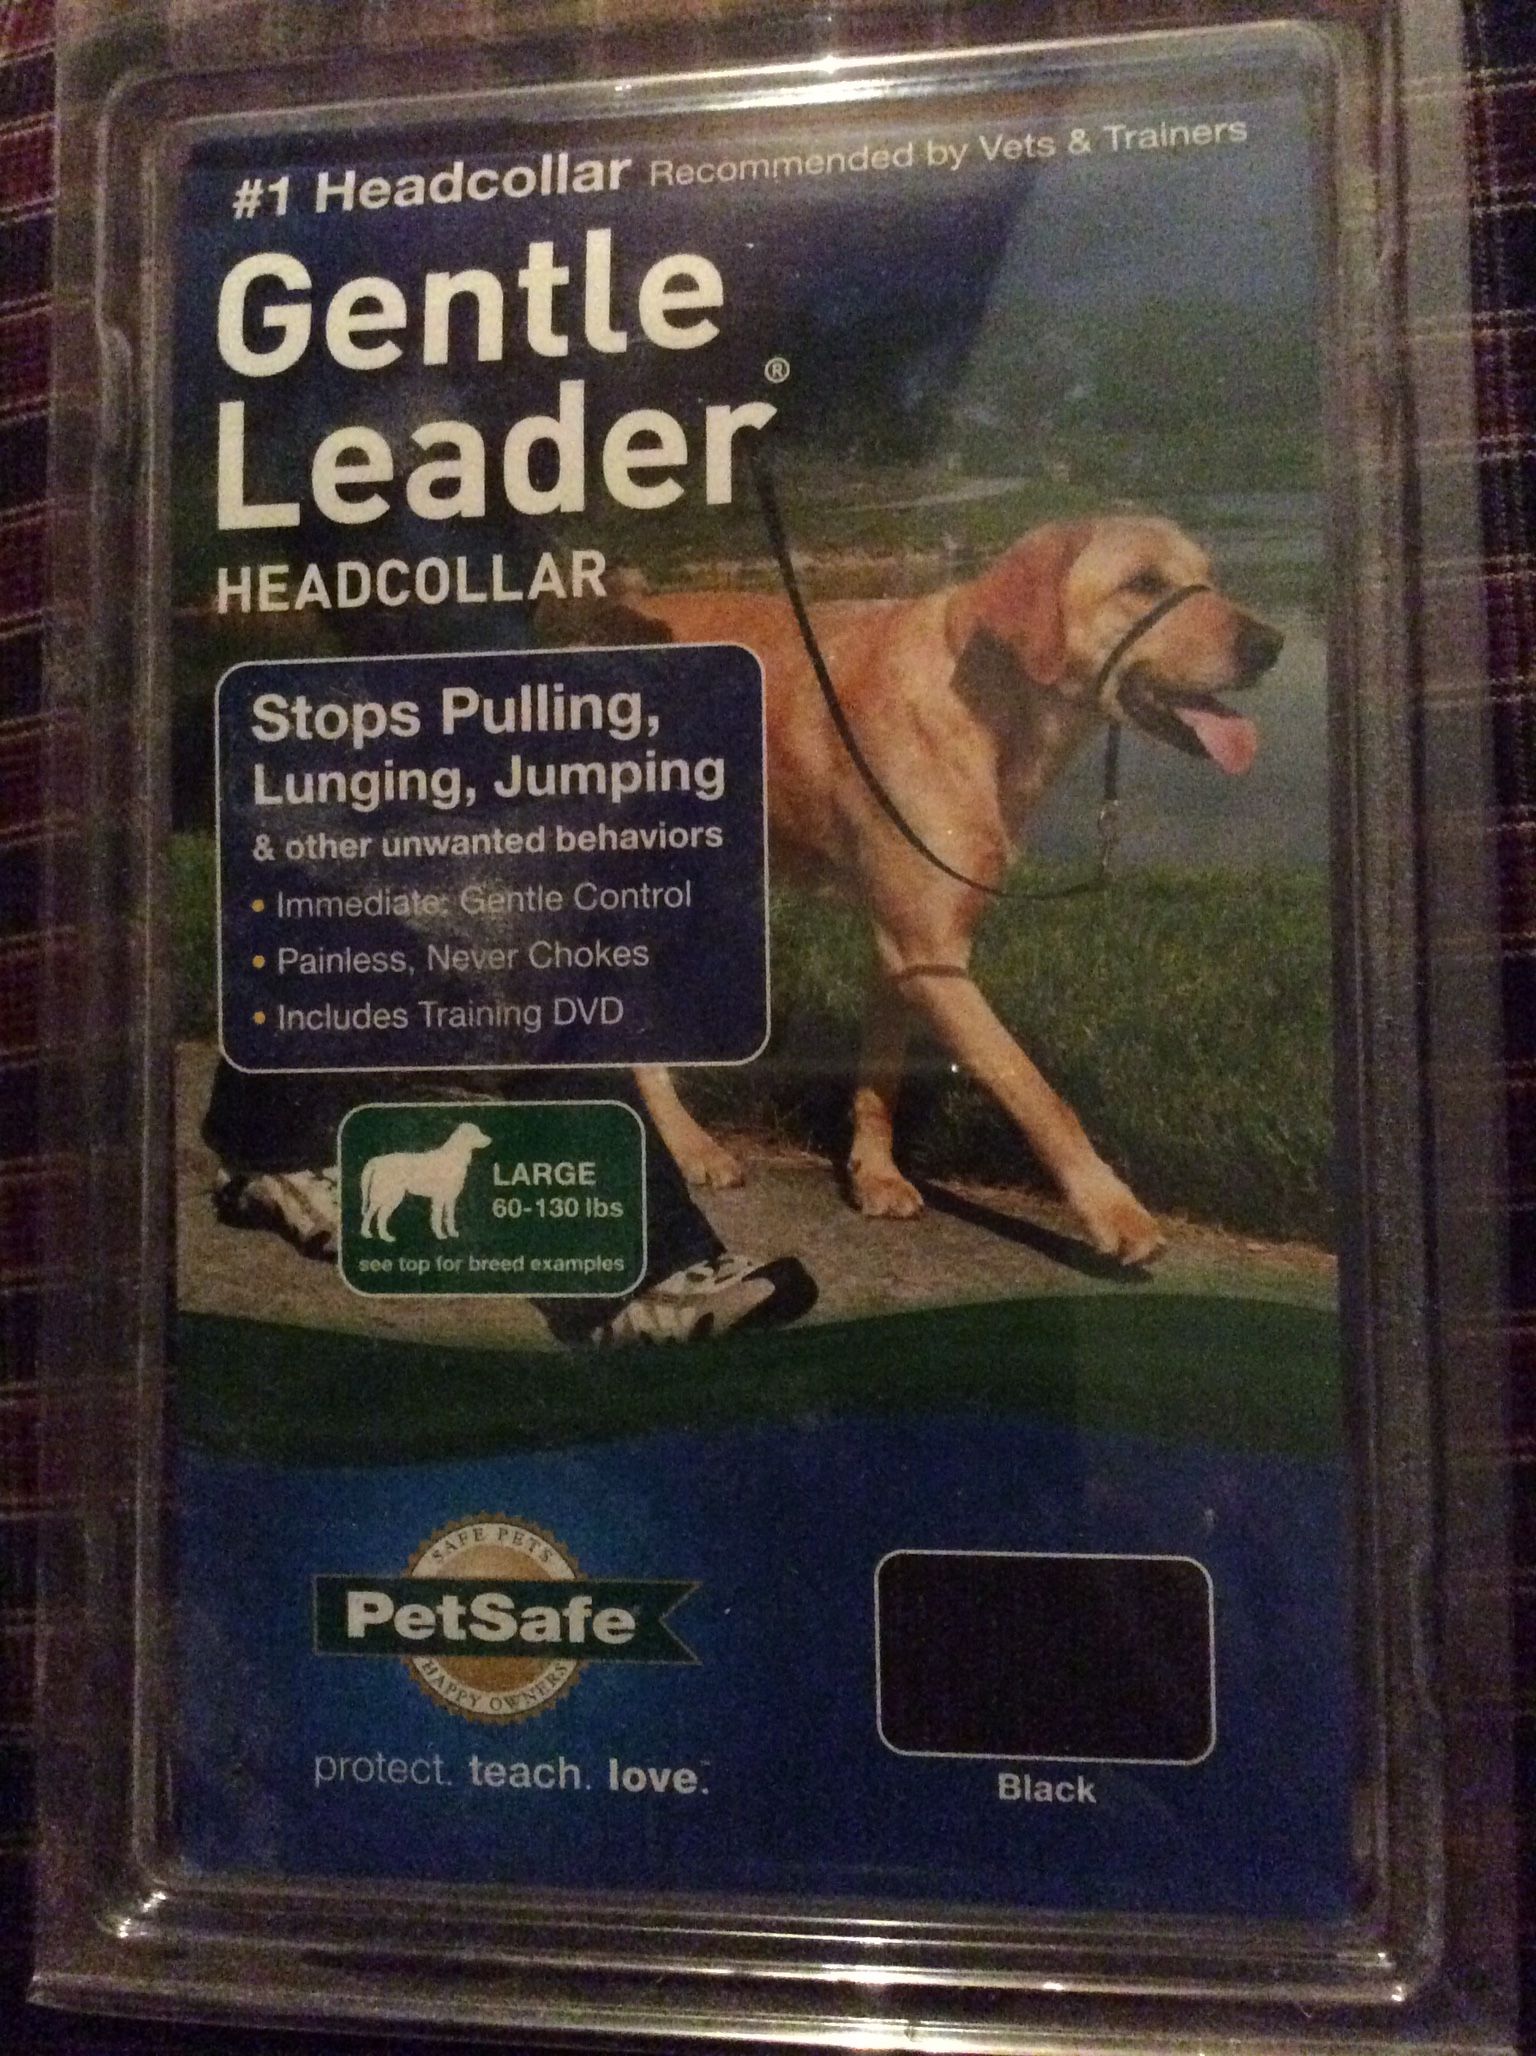 #1 Headcollar Recommended by Vets & Trainers
Gentle
Leader®
HEADCOLLAR
Stops Pulling,
Lunging, Jumping
& other unwanted behaviors
• Immediate, Gentle Control
• Painless, Never Chokes
• Includes Training DVD
LARGE
60-130 lbs
see top for breed examples
SAFE PETS
PetSafe
HAPPY OWNERS
protect. teach. love.™
Black